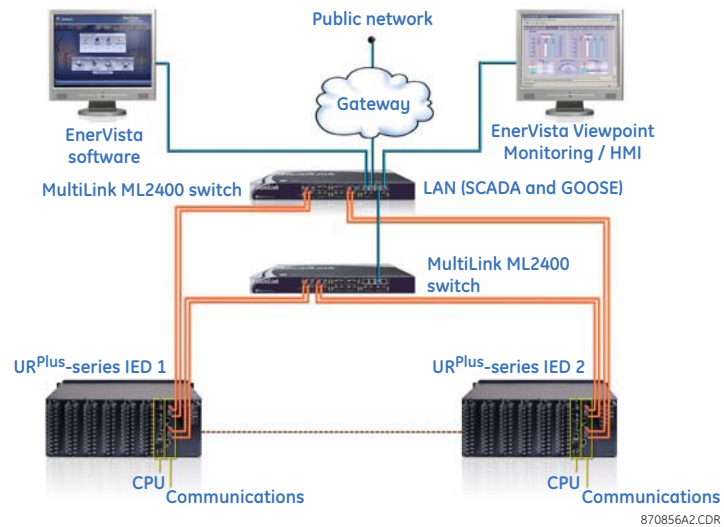 Public network
Gateway
EnerVista
software
EnerVista Viewpoint
Monitoring / HMI
MultiLink ML2400 switch
LAN (SCADA and GOOSE)
MultiLink ML2400
switch
URPlus-series IED 1
URPlus-series IED 2
CPU
Communications
CPU
Communications
870856A2.CDR